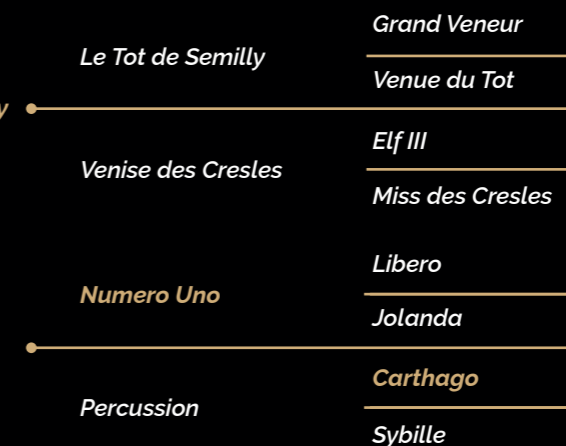 Grand Veneur
Le Tot de Semilly
Venue du Tot
y
Elf III
Venise des Cresles
Miss des Cresles
Libero
Numero Uno
Jolanda
Carthago
Percussion
Sybille